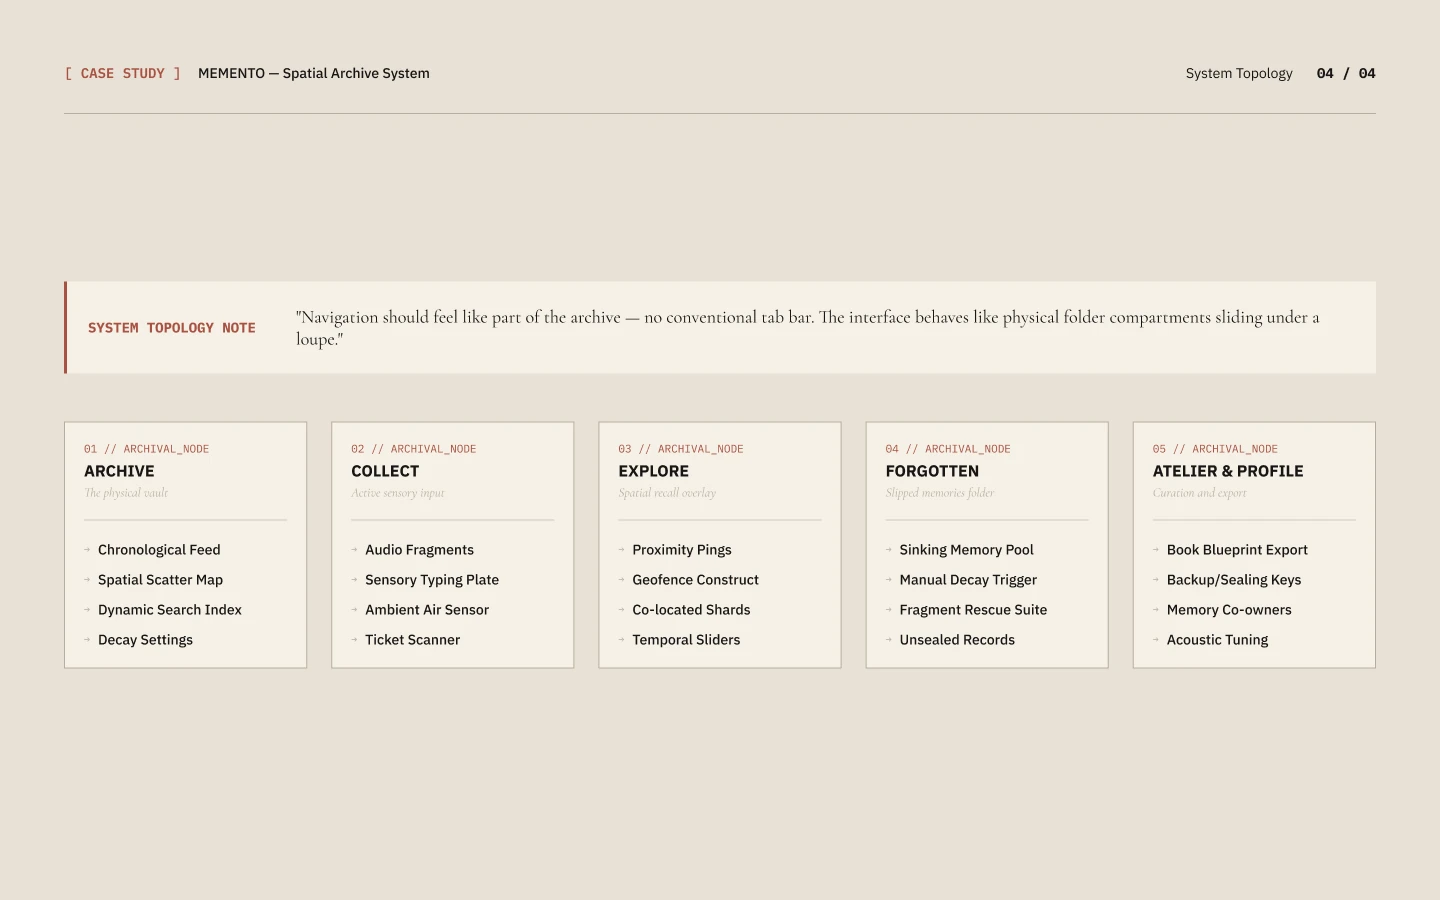 [ CASE STUDY ] MEMENTO — Spatial Archive System
System Topology 04 / 04
SYSTEM TOPOLOGY NOTE
"Navigation should feel like part of the archive — no conventional tab bar. The interface behaves like physical folder compartments sliding under a
loupe."
01 // ARCHIVAL_NODE
ARCHIVE
The physical vault
→ Chronological Feed
→ Spatial Scatter Map
→ Dynamic Search Index
→ Decay Settings
02 // ARCHIVAL_NODE
COLLECT
Active sensory input
→ Audio Fragments
→ Sensory Typing Plate
→ Ambient Air Sensor
→ Ticket Scanner
03 // ARCHIVAL_NODE
EXPLORE
Spatial recall overlay
→ Proximity Pings
→ Geofence Construct
→ Co-located Shards
→ Temporal Sliders
04 // ARCHIVAL_NODE
FORGOTTEN
Slipped memories folder
→ Sinking Memory Pool
→ Manual Decay Trigger
→ Fragment Rescue Suite
→ Unsealed Records
05 // ARCHIVAL_NODE
ATELIER & PROFILE
Curation and export
→ Book Blueprint Export
→ Backup/Sealing Keys
→ Memory Co-owners
→ Acoustic Tuning